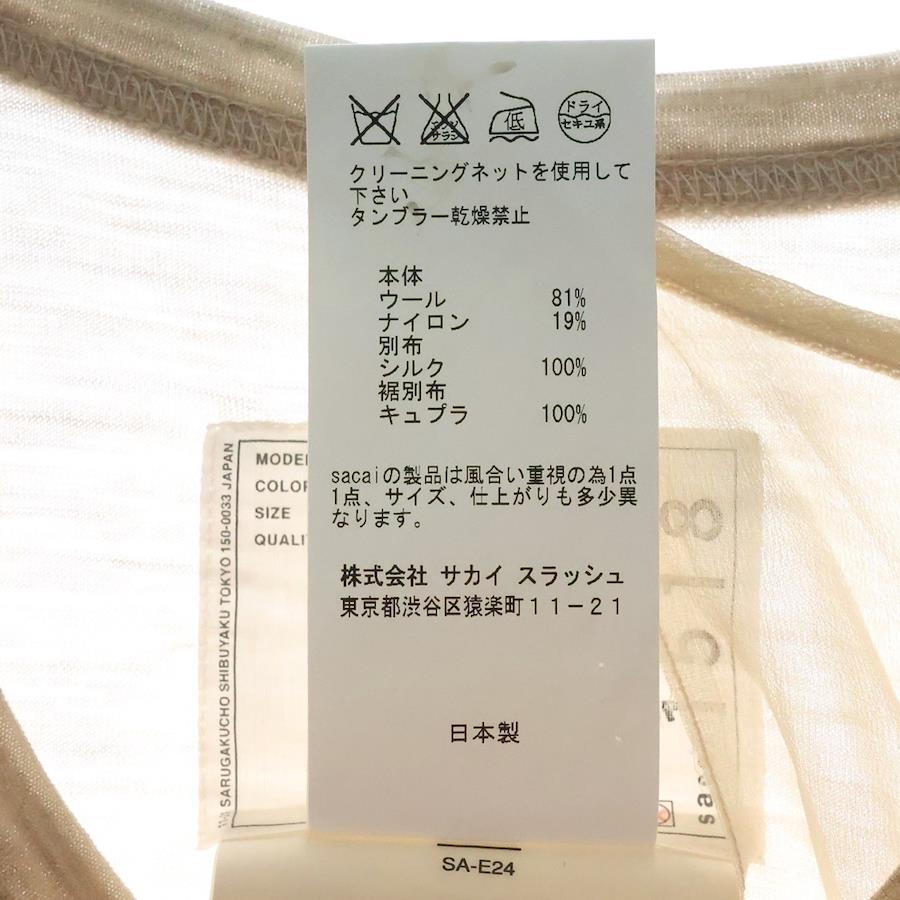 低
ドライ
セキユ系
クリーニングネットを使用して
下さい
タンブラー乾燥禁止
本体
ウール 81%
ナイロン 19%
別布
シルク 100%
裾別布
キュプラ 100%
sacaiの製品は風合い重視の為1点
1点、サイズ、仕上がりも多少異
なります。
株式会社 サカイ スラッシュ
東京都渋谷区猿楽町11-21
日本製
SA-E24
SIZE
SARUGAKUCHO SHIBUYAKU TOKYO 150-0033 JAPAN